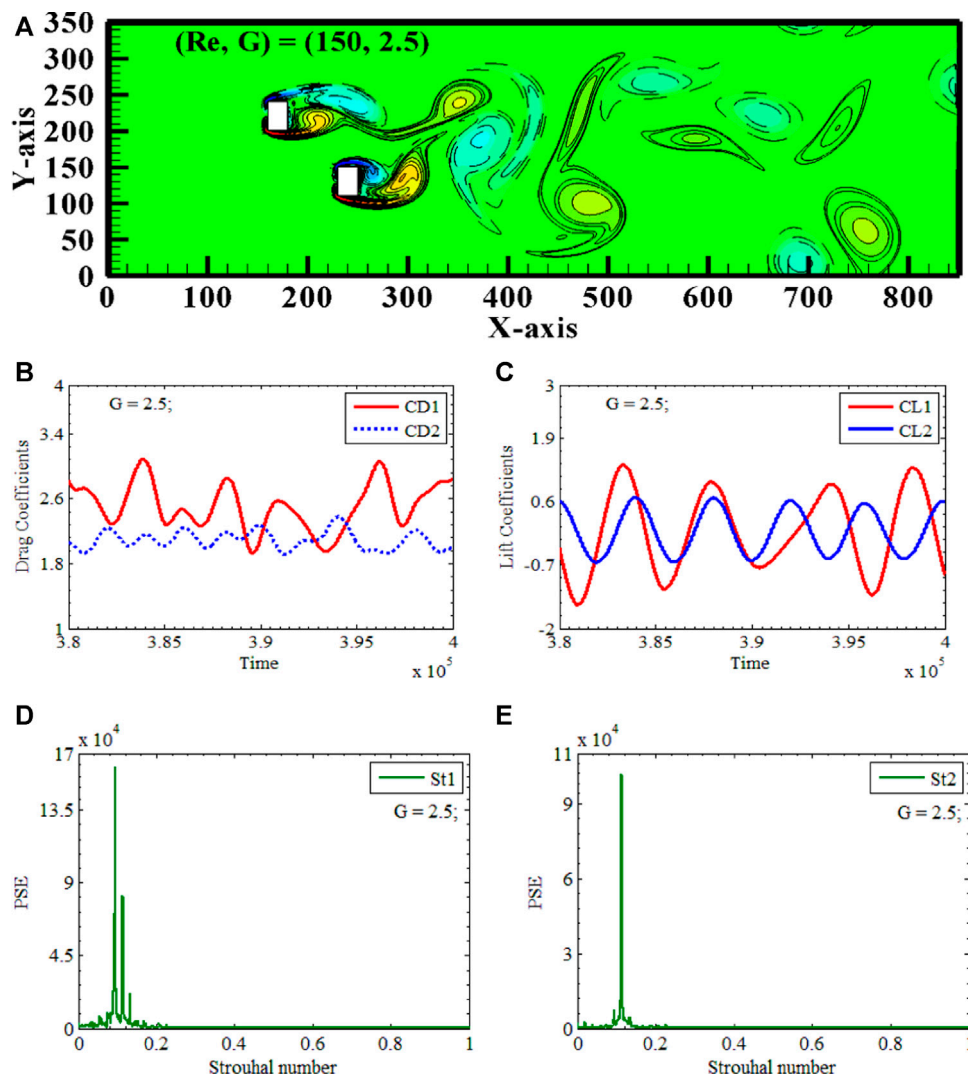 A
(Re, G) = (150, 2.5)
Y-axis
350
300
250
200
150
100
50
0
0 100 200 300 400 500 600 700 800
X-axis
B
G = 2.5;
CD1
CD2
Drag Coefficients
4
3.4
2.6
1.8
1
3.8 385 3.9 3.95 4
Time
x 10^5
C
G = 2.5;
CL1
CL2
Lift Coefficients
3
1.9
0.6
-0.7
-2
3.8 385 3.9 3.95 4
Time
x 10^5
D
x 10^4
St1
G = 2.5;
PSE
17
13.5
9
4.5
0
0 0.2 0.4 0.6 0.8 1
Strouhal number
E
x 10^4
St2
G = 2.5;
PSE
11
9
6
3
0
0 0.2 0.4 0.6 0.8 1
Strouhal number